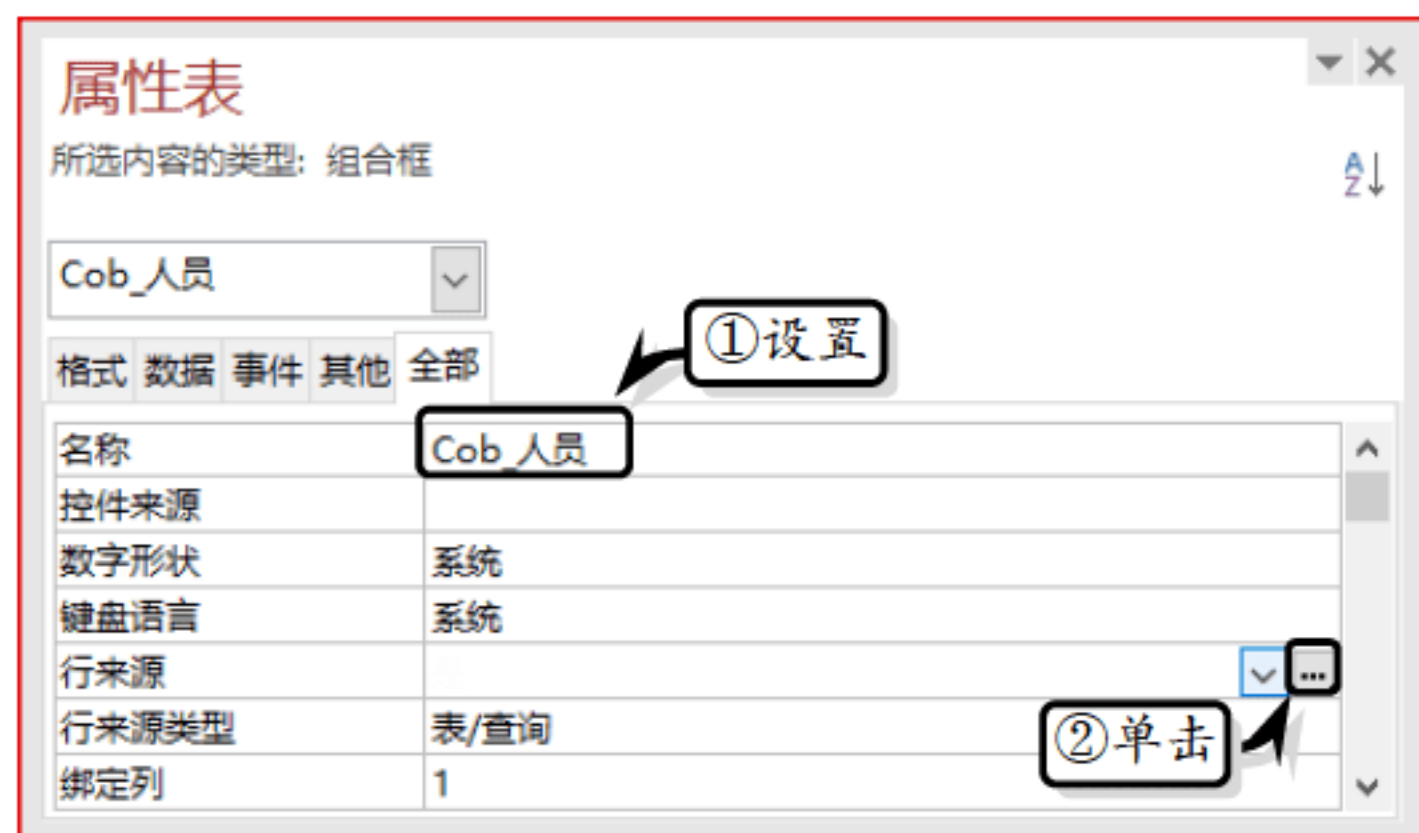 属性表
所选内容的类型: 组合框
Cob_人员
①设置
格式 数据 事件 其他 全部
名称 Cob_人员
控件来源
数字形状 系统
键盘语言 系统
行来源 ...
行来源类型 表/查询
②单击
绑定列 1